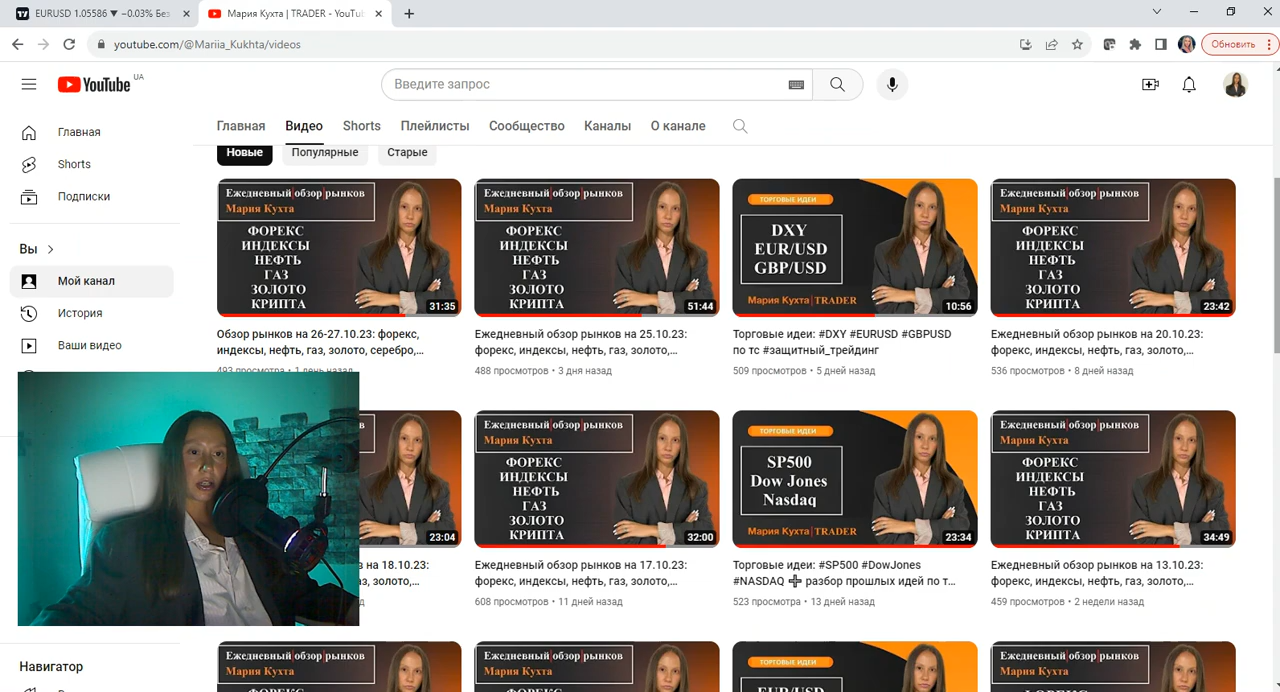 EURUSD 1.05586 ▼ −0.03% Без
Мария Кухта | TRADER - YouTu
youtube.com/@Mariia_Kukhta/videos
Обновить
YouTube UA
Введите запрос
Главная
Видео
Shorts
Плейлисты
Сообщество
Каналы
О канале
Новые
Популярные
Старые
Главная
Shorts
Подписки
Вы
Мой канал
История
Ваши видео
Навигатор
Ежедневный обзор рынков
Мария Кухта
ФОРЕКС
ИНДЕКСЫ
НЕФТЬ
ГАЗ
ЗОЛОТО
КРИПТА
31:35
Обзор рынков на 26-27.10.23: форекс,
индексы, нефть, газ, золото, серебро,...
493 просмотра • 1 день назад
Ежедневный обзор рынков
Мария Кухта
ФОРЕКС
ИНДЕКСЫ
НЕФТЬ
ГАЗ
ЗОЛОТО
КРИПТА
51:44
Ежедневный обзор рынков на 25.10.23:
форекс, индексы, нефть, газ, золото,...
488 просмотров • 3 дня назад
ТОРГОВЫЕ ИДЕИ
DXY
EUR/USD
GBP/USD
Мария Кухта | TRADER
10:56
Торговые идеи: #DXY #EURUSD #GBPUSD
по тс #защитный_трейдинг
509 просмотров • 5 дней назад
Ежедневный обзор рынков
Мария Кухта
ФОРЕКС
ИНДЕКСЫ
НЕФТЬ
ГАЗ
ЗОЛОТО
КРИПТА
23:42
Ежедневный обзор рынков на 20.10.23:
форекс, индексы, нефть, газ, золото,...
536 просмотров • 8 дней назад
23:04
на 18.10.23:
газ, золото,...
Ежедневный обзор рынков
Мария Кухта
ФОРЕКС
ИНДЕКСЫ
НЕФТЬ
ГАЗ
ЗОЛОТО
КРИПТА
32:00
Ежедневный обзор рынков на 17.10.23:
форекс, индексы, нефть, газ, золото,...
608 просмотров • 11 дней назад
ТОРГОВЫЕ ИДЕИ
SP500
Dow Jones
Nasdaq
Мария Кухта | TRADER
23:34
Торговые идеи: #SP500 #DowJones
#NASDAQ ➕ разбор прошлых идей по т...
523 просмотра • 13 дней назад
Ежедневный обзор рынков
Мария Кухта
ФОРЕКС
ИНДЕКСЫ
НЕФТЬ
ГАЗ
ЗОЛОТО
КРИПТА
34:49
Ежедневный обзор рынков на 13.10.23:
форекс, индексы, нефть, газ, золото,...
459 просмотров • 2 недели назад
Ежедневный обзор рынков
Мария Кухта
Ежедневный обзор рынков
Мария Кухта
ТОРГОВЫЕ ИДЕИ
Ежедневный обзор рынков
Мария Кухта